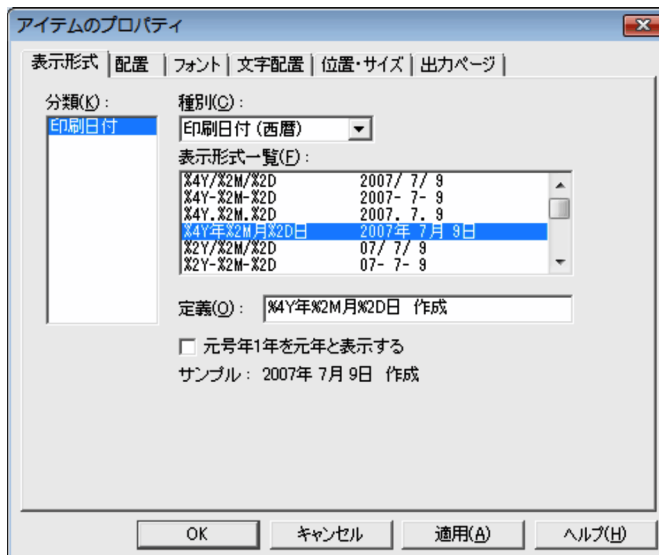 アイテムのプロパティ
表示形式 配置 フォント 文字配置 位置・サイズ 出力ページ
分類(K):
印刷日付
種別(C):
印刷日付(西暦)
表示形式一覧(F):
%4Y/%2M/%2D 2007/ 7/ 9
%4Y-%2M-%2D 2007- 7- 9
%4Y.%2M.%2D 2007. 7. 9
%4Y年%2M月%2D日 2007年 7月 9日
%2Y/%2M/%2D 07/ 7/ 9
%2Y-%2M-%2D 07- 7- 9
定義(O): %4Y年%2M月%2D日 作成
元号年1年を元年と表示する
サンプル: 2007年 7月 9日 作成
OK キャンセル 適用(A) ヘルプ(H)